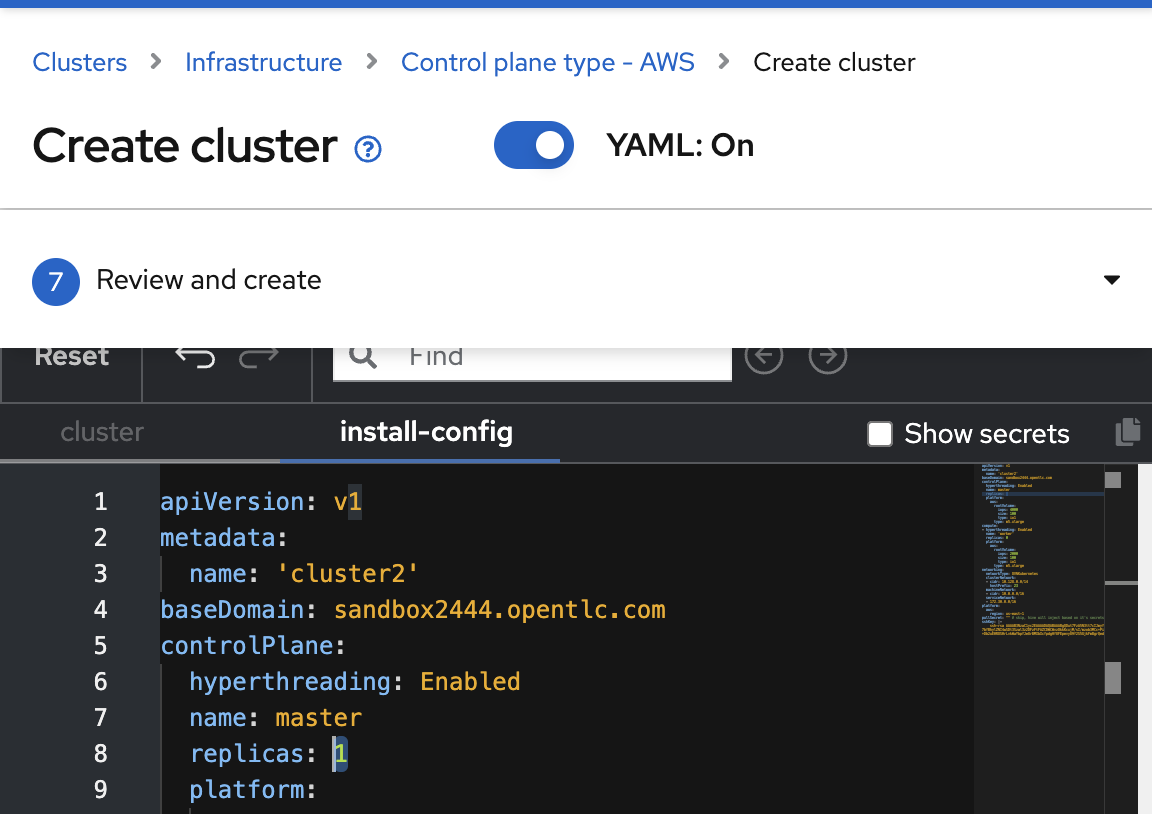 Clusters > Infrastructure > Control plane type - AWS > Create cluster
Create cluster ? YAML: On
7 Review and create
Reset Find
cluster install-config Show secrets
1 apiVersion: v1
2 metadata:
3 name: 'cluster2'
4 baseDomain: sandbox2444.opentlc.com
5 controlPlane:
6 hyperthreading: Enabled
7 name: master
8 replicas: 1
9 platform: